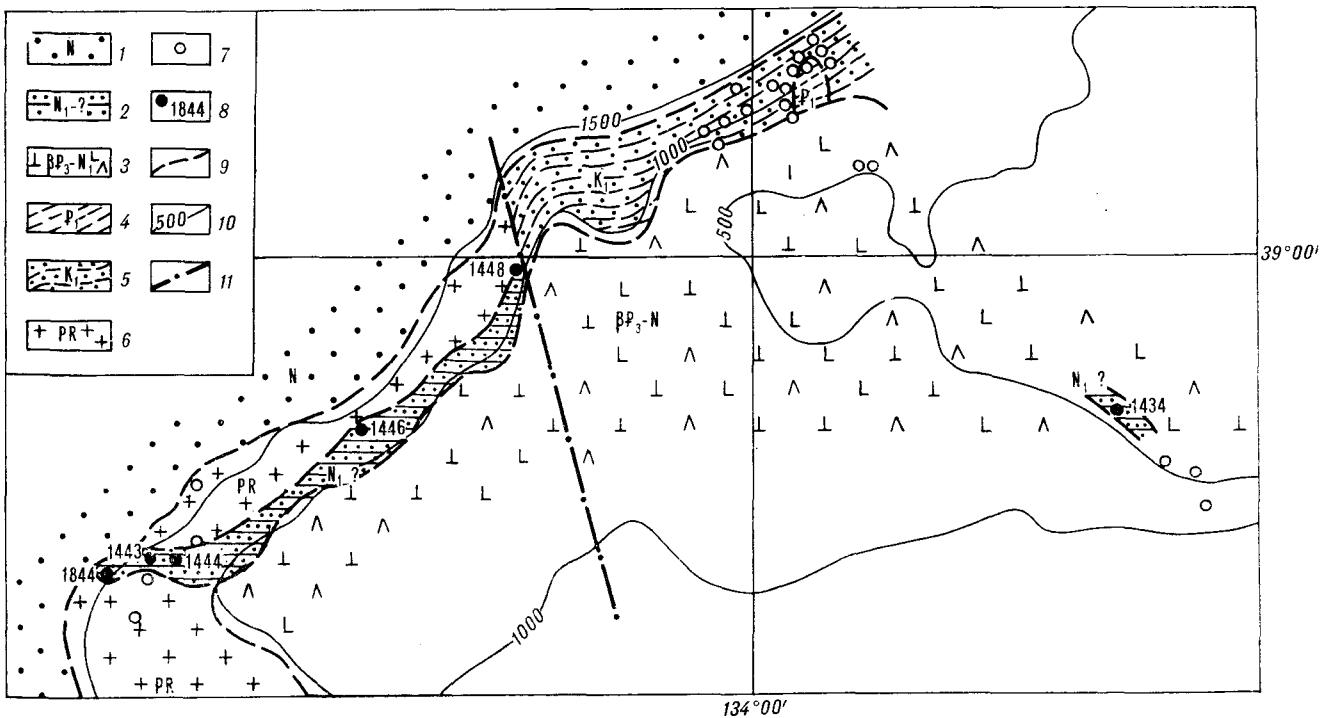 N 1
N₁-? 2
βP₃-N₁ 3
P₁ 4
K₁ 5
PR 6
7
1844 8
9
500 10
11
1500
1000
P₁
K₁
500
39°00'
1448
βP₃-N
N
N₁?
1434
1446
N₁-?
PR
1443
1444
1844
1000
PR
134°00'